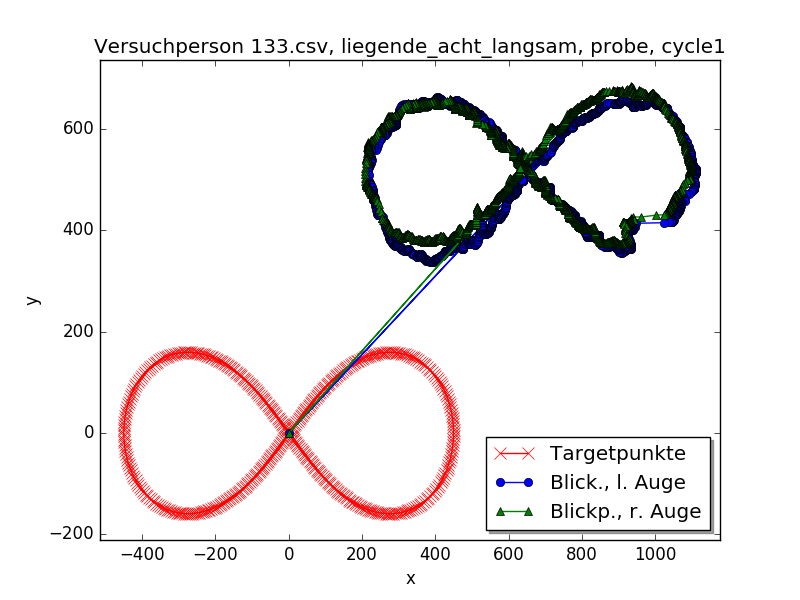 Versuchperson 133.csv, liegende_acht_langsam, probe, cycle1
y
600
400
200
0
−200
−400
−200
0
200
400
600
800
1000
x
Targetpunkte
Blick., l. Auge
Blickp., r. Auge